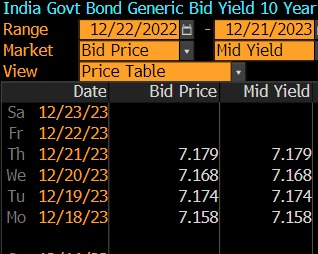 India Govt Bond Generic Bid Yield 10 Year
Range 12/22/2022 - 12/21/2023
Market Bid Price Mid Yield
View Price Table
Date Bid Price Mid Yield
Sa 12/23/23
Fr 12/22/23
Th 12/21/23 7.179 7.179
We 12/20/23 7.168 7.168
Tu 12/19/23 7.174 7.174
Mo 12/18/23 7.158 7.158